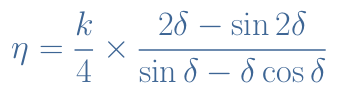 η = k/4 × (2δ − sin 2δ)/(sin δ − δ cos δ)